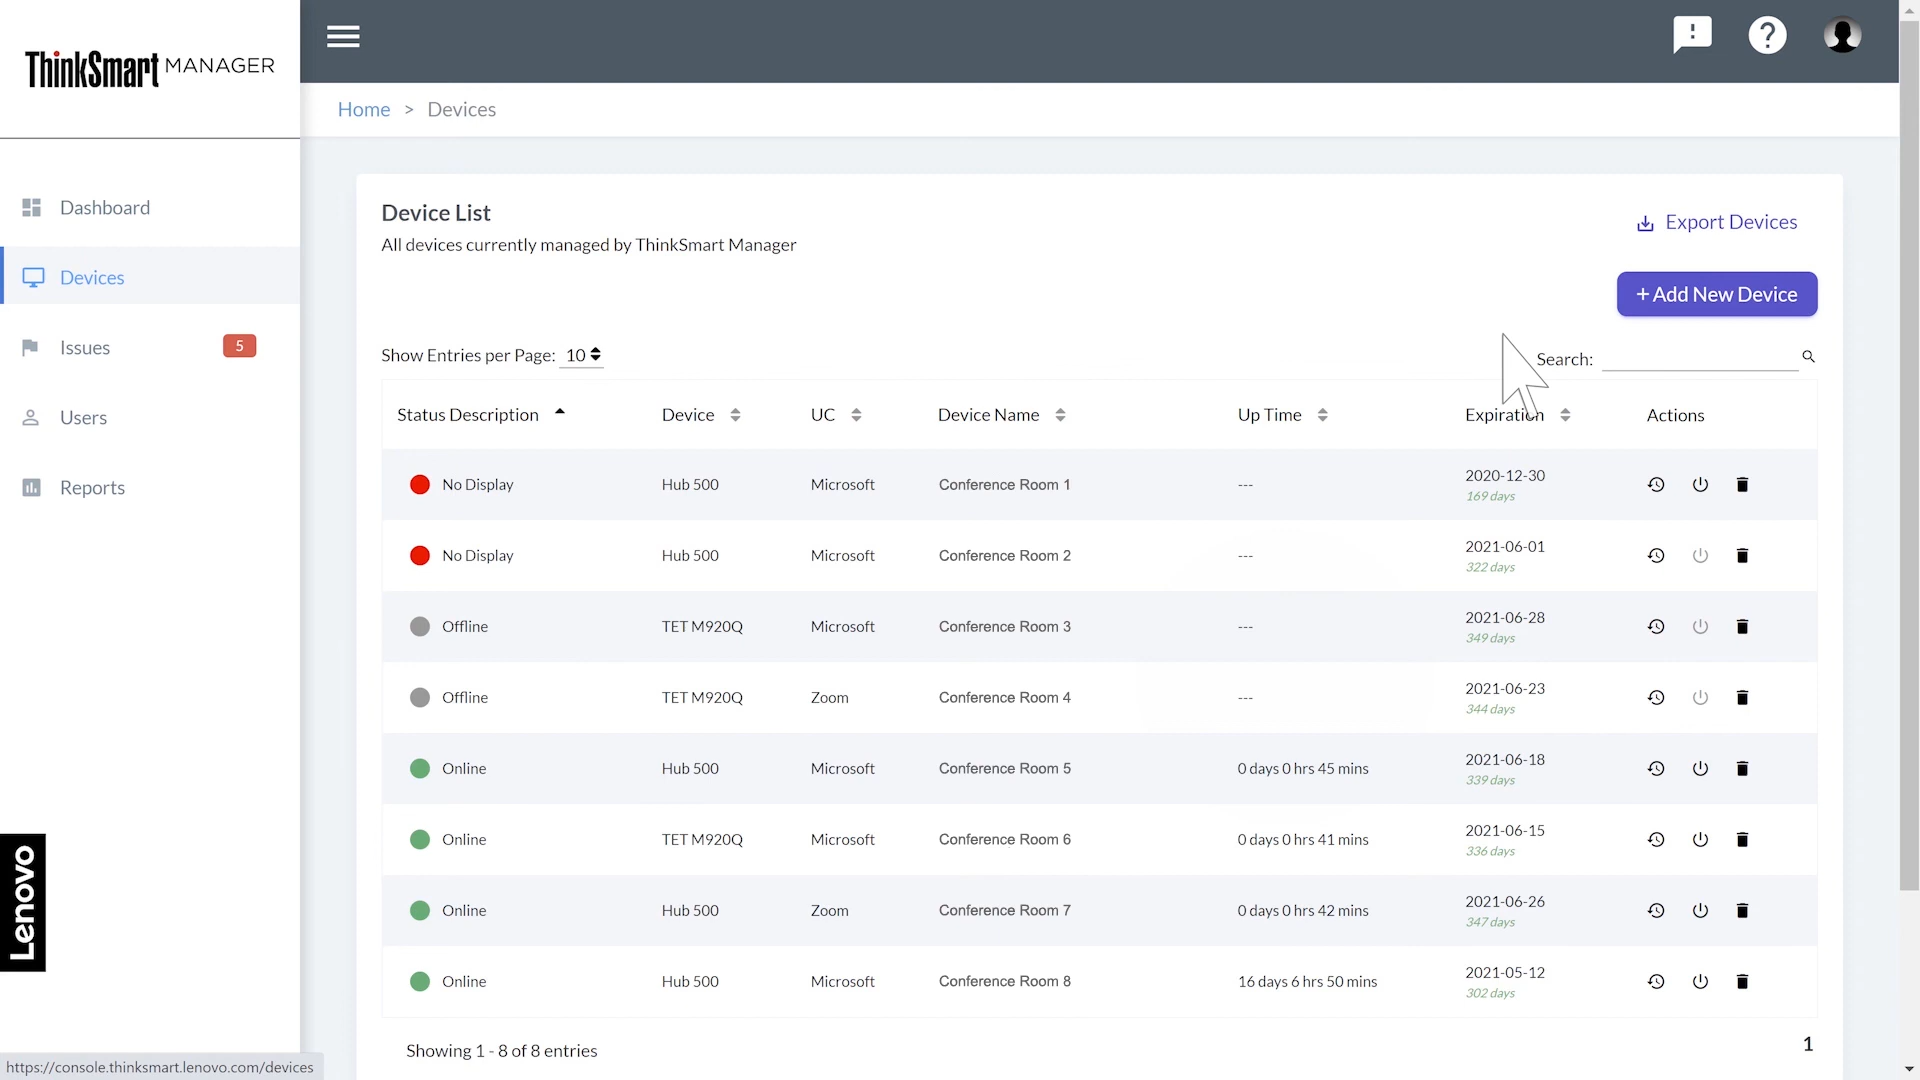 ThinkSmart MANAGER
Home > Devices
Dashboard
Devices
Issues 5
Users
Reports
Lenovo
Device List
All devices currently managed by ThinkSmart Manager
Export Devices
+ Add New Device
Show Entries per Page: 10
Search:
Status Description Device UC Device Name Up Time Expiration Actions
No Display Hub 500 Microsoft Conference Room 1 --- 2020-12-30
169 days
No Display Hub 500 Microsoft Conference Room 2 --- 2021-06-01
322 days
Offline TET M920Q Microsoft Conference Room 3 --- 2021-06-28
349 days
Offline TET M920Q Zoom Conference Room 4 --- 2021-06-23
344 days
Online Hub 500 Microsoft Conference Room 5 0 days 0 hrs 45 mins 2021-06-18
339 days
Online TET M920Q Microsoft Conference Room 6 0 days 0 hrs 41 mins 2021-06-15
336 days
Online Hub 500 Zoom Conference Room 7 0 days 0 hrs 42 mins 2021-06-26
347 days
Online Hub 500 Microsoft Conference Room 8 16 days 6 hrs 50 mins 2021-05-12
302 days
Showing 1 - 8 of 8 entries
1
https://console.thinksmart.lenovo.com/devices